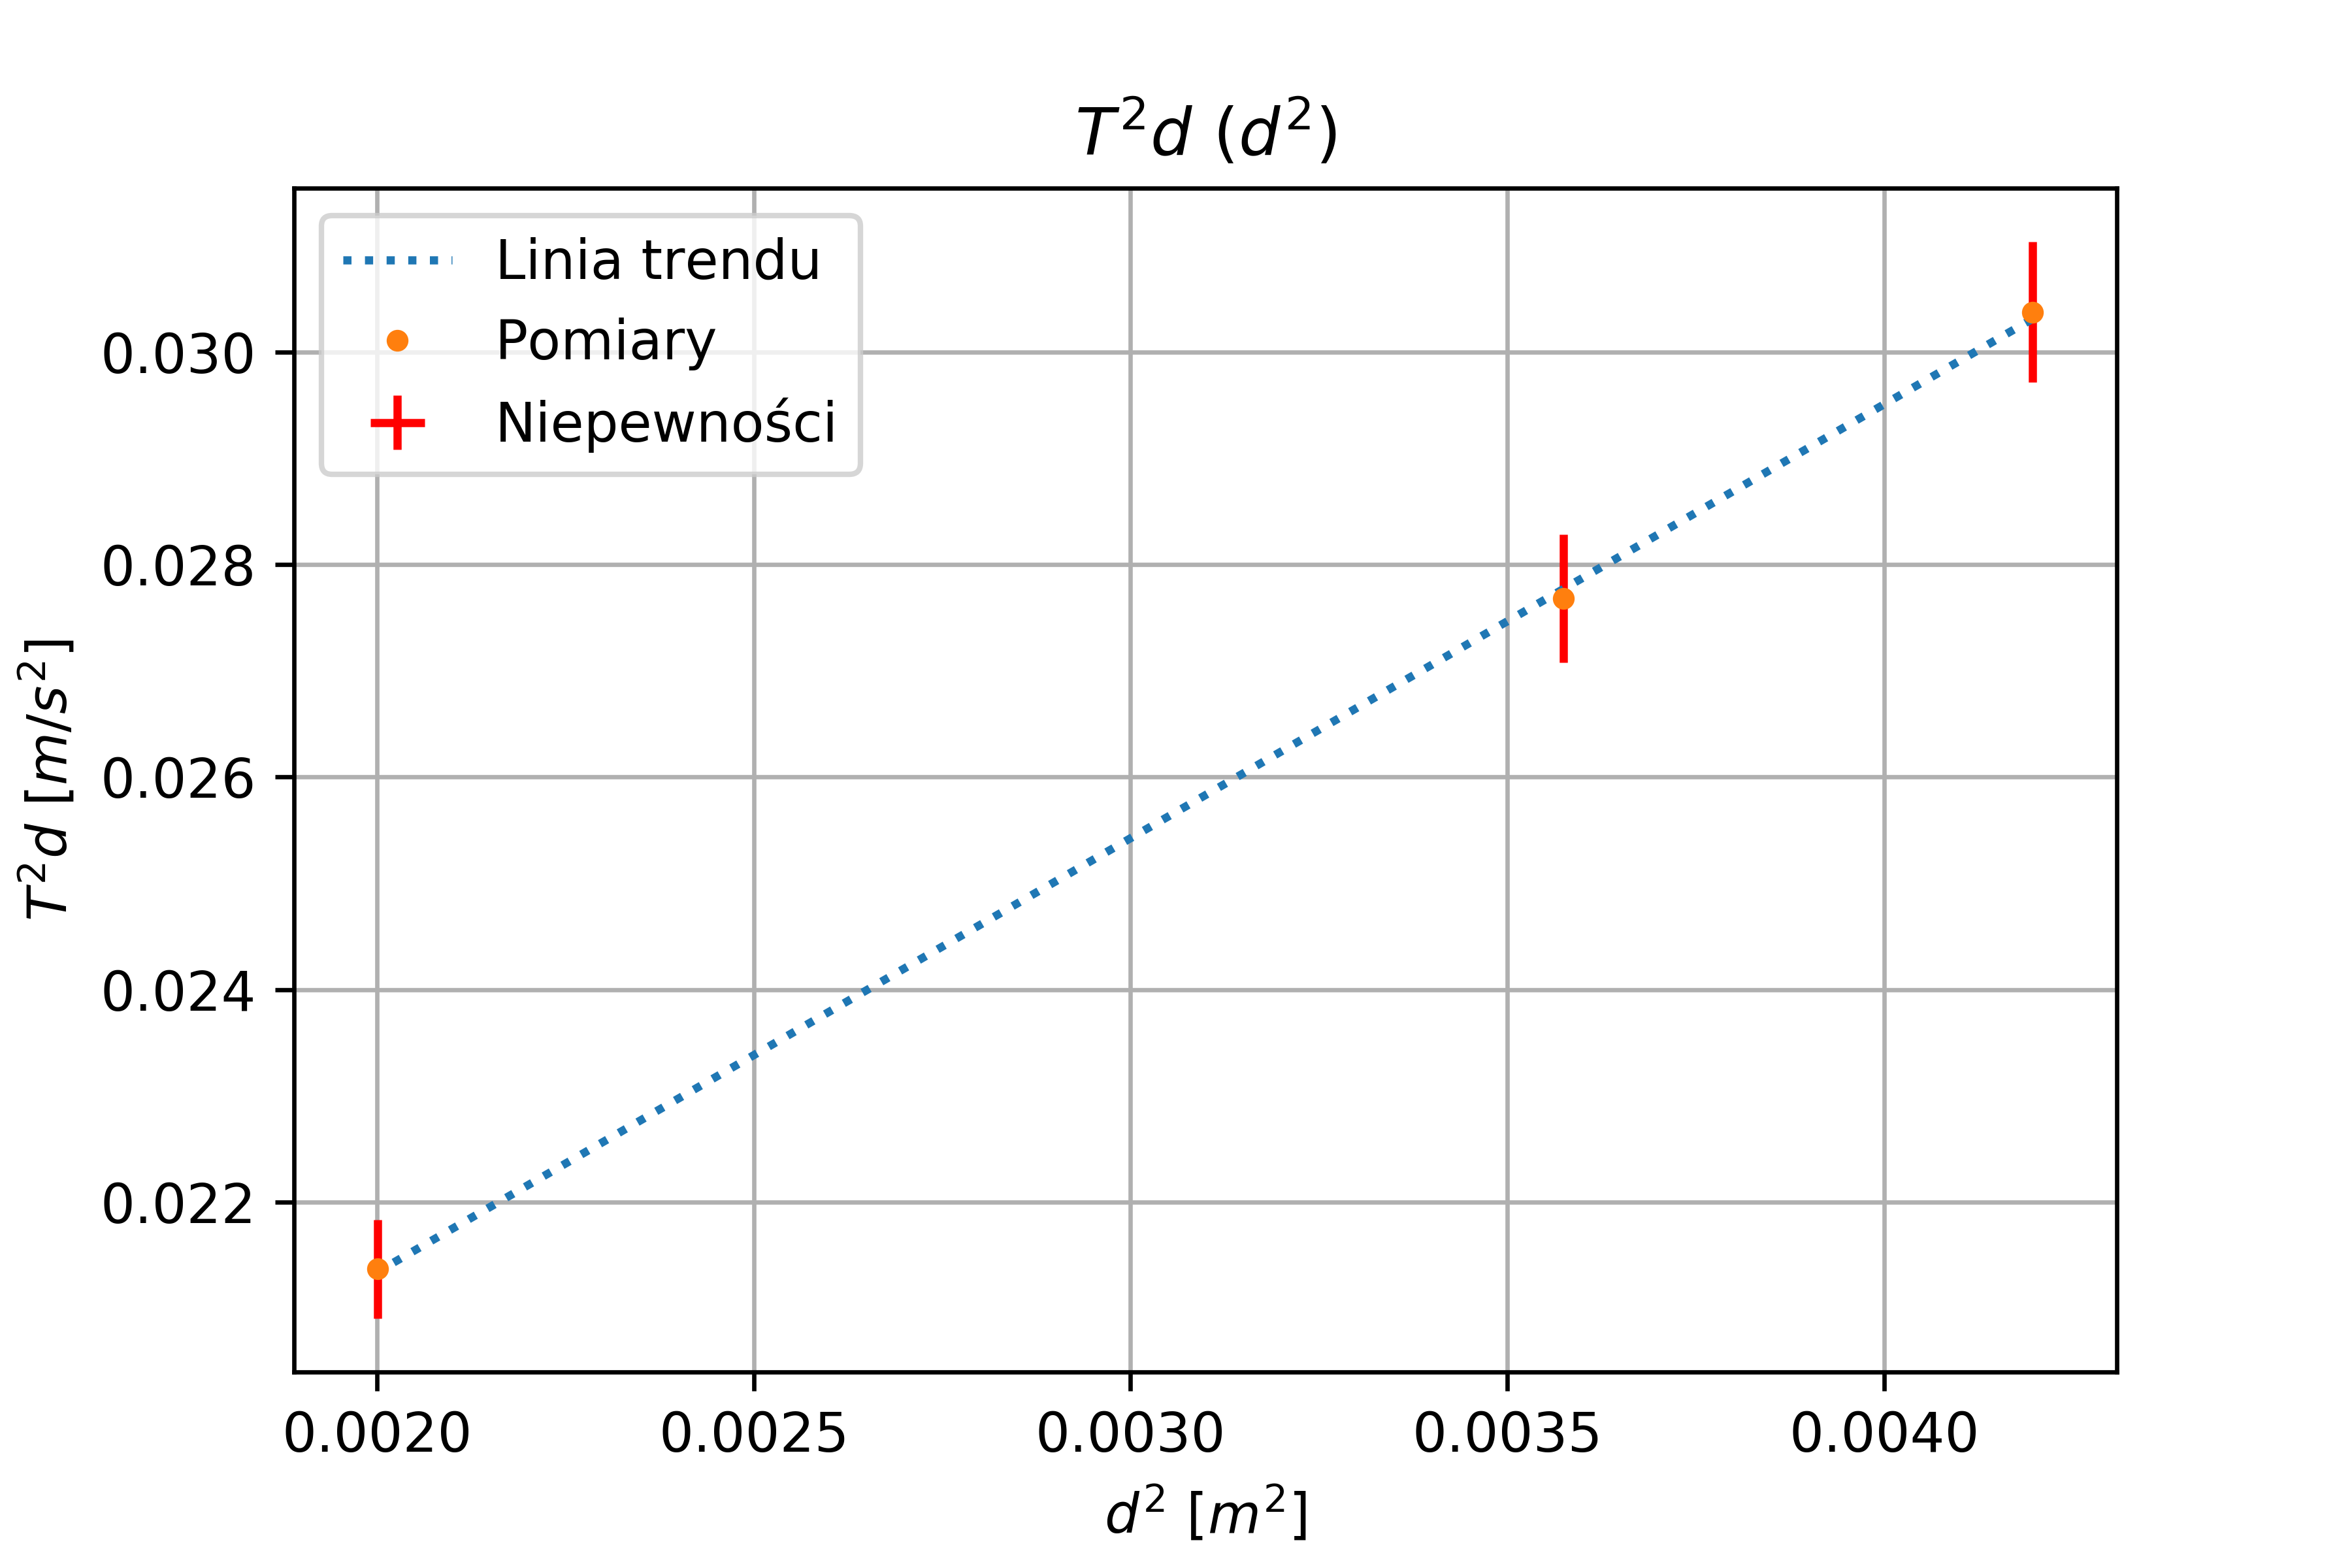 T²d (d²)
Linia trendu
Pomiary
Niepewności
0.030
0.028
0.026
0.024
0.022
T²d [m/s²]
0.0020 0.0025 0.0030 0.0035 0.0040
d² [m²]